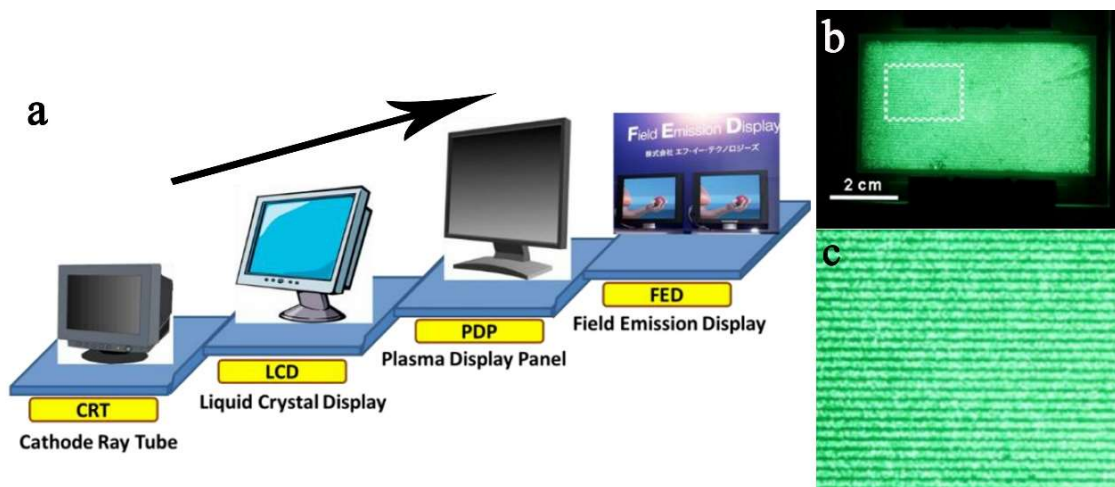 a
Field Emission Display
株式会社 エフ・イー・テクノロジーズ
CRT
Cathode Ray Tube
LCD
Liquid Crystal Display
PDP
Plasma Display Panel
FED
Field Emission Display
b
2 cm
c